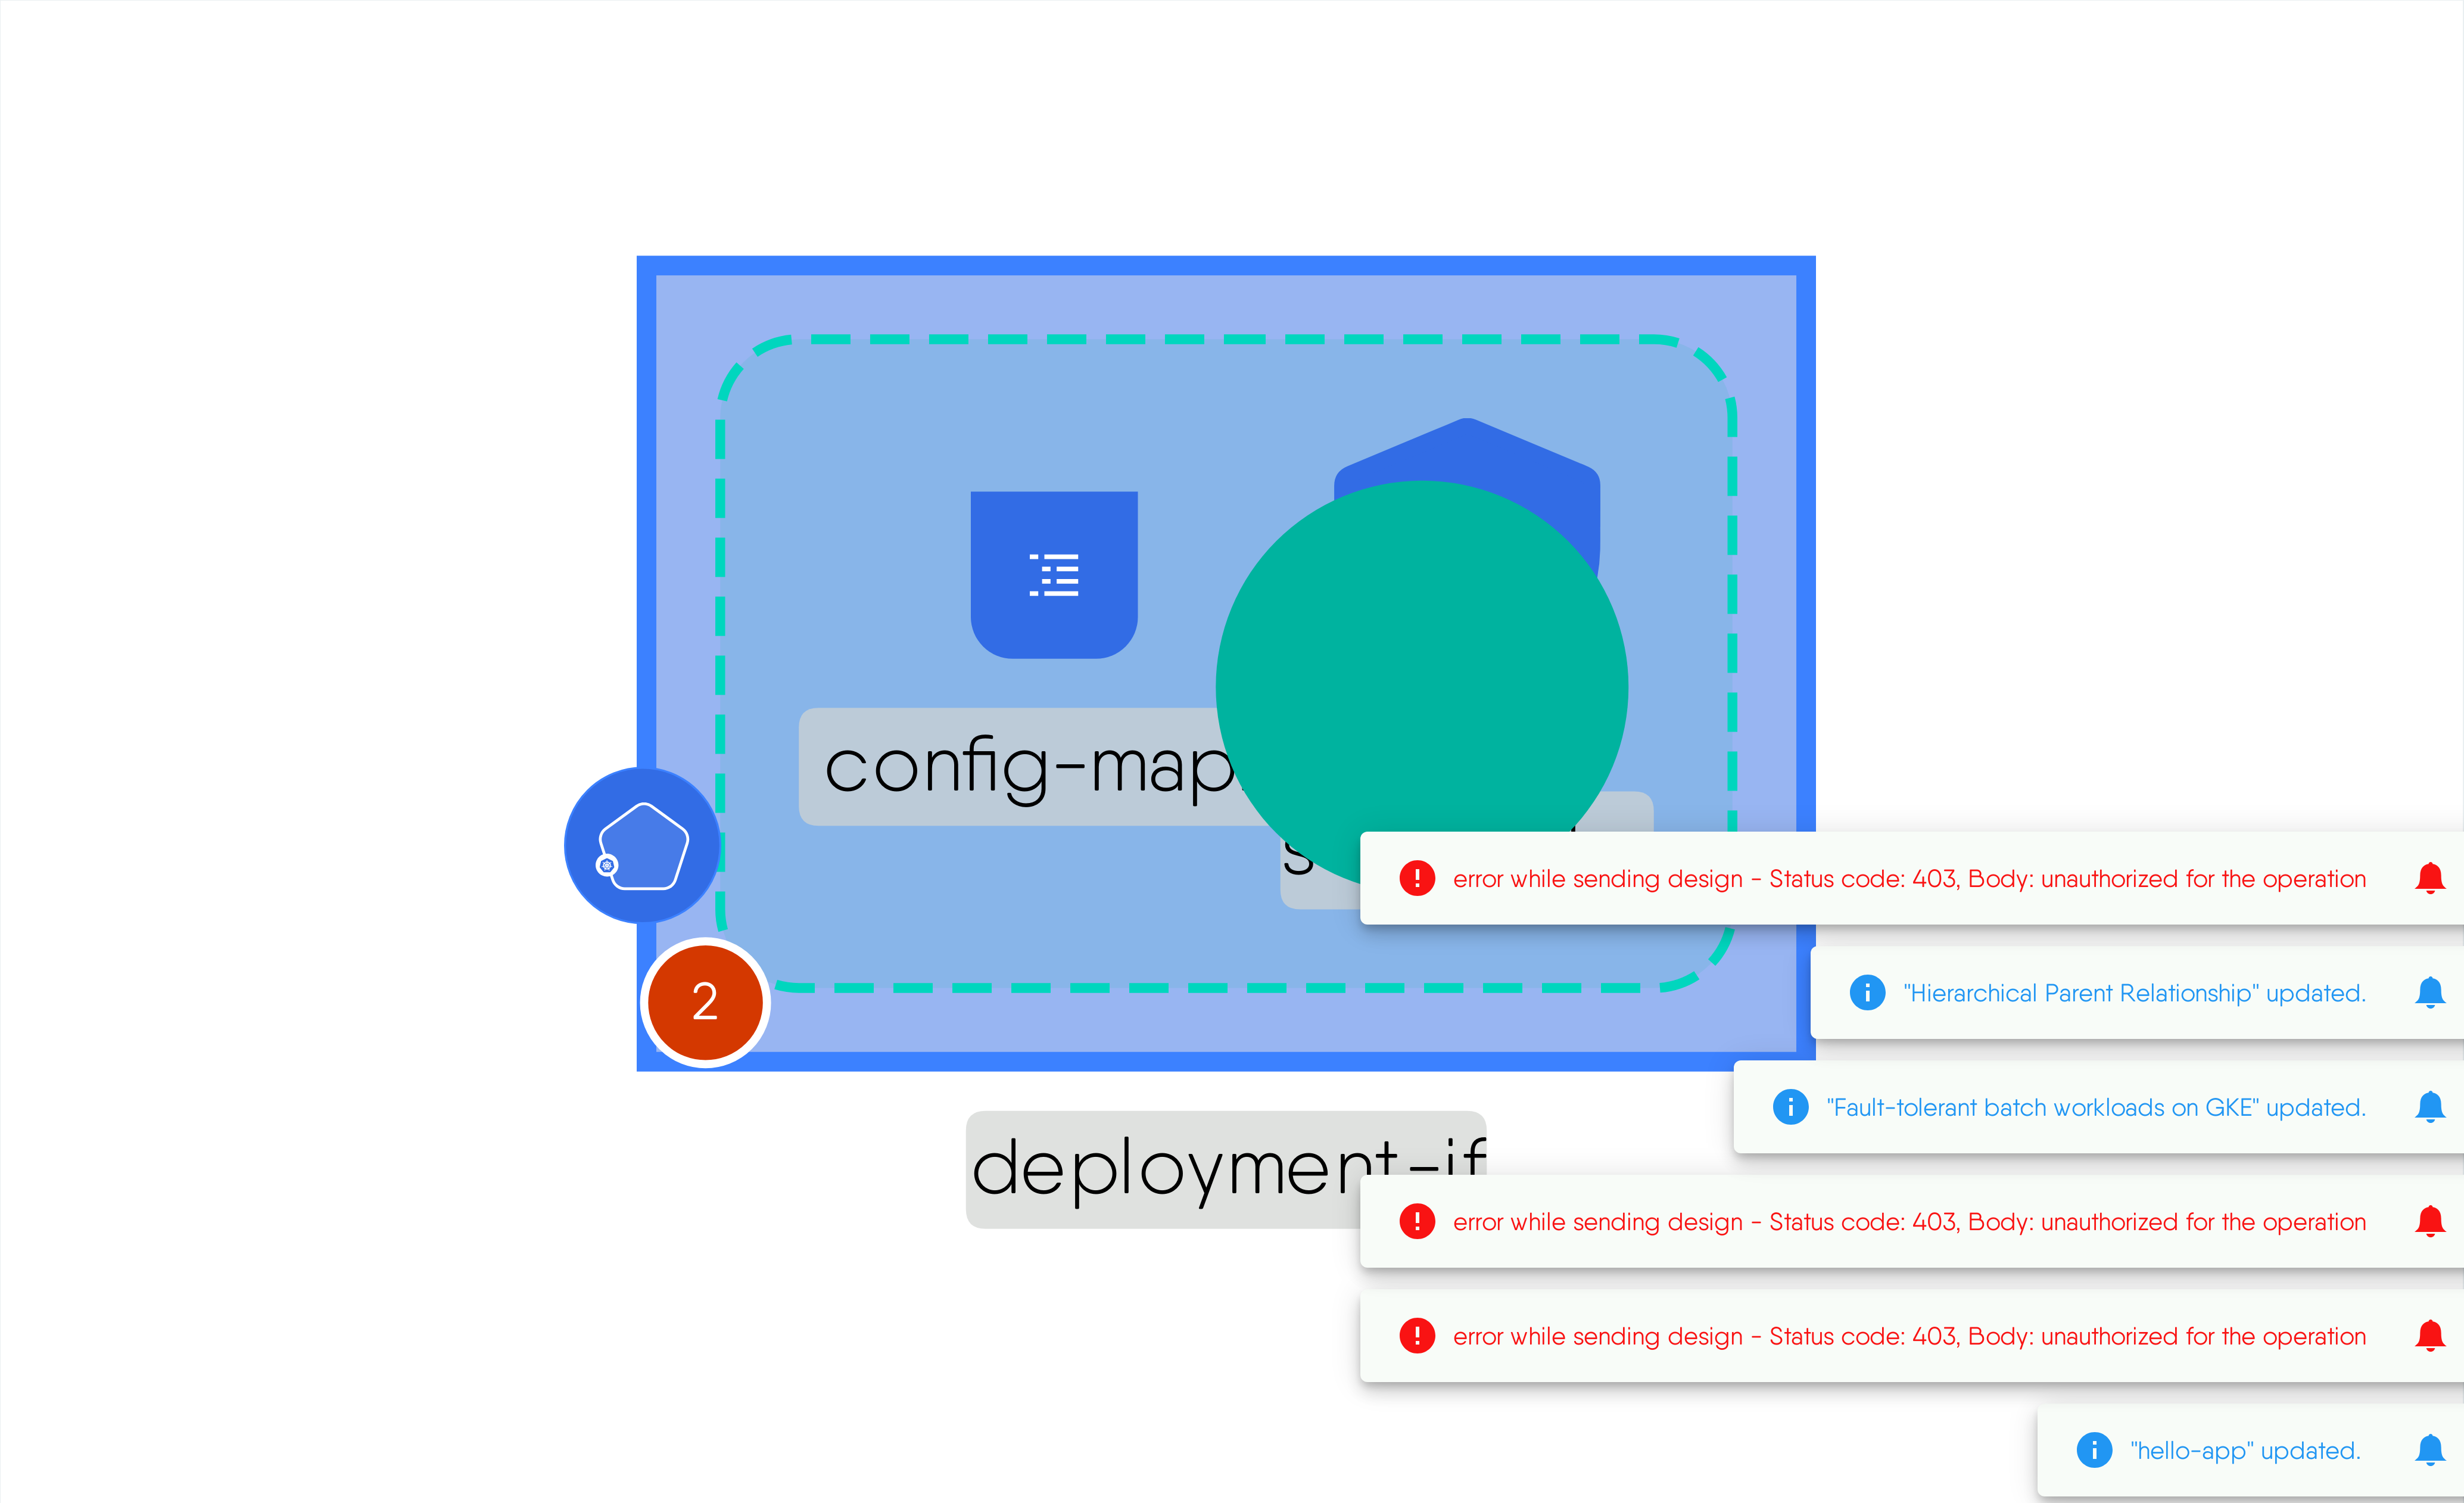 config-map
error while sending design - Status code: 403, Body: unauthorized for the operation
"Hierarchical Parent Relationship" updated.
2
"Fault-tolerant batch workloads on GKE" updated.
deployment-if
error while sending design - Status code: 403, Body: unauthorized for the operation
error while sending design - Status code: 403, Body: unauthorized for the operation
"hello-app" updated.